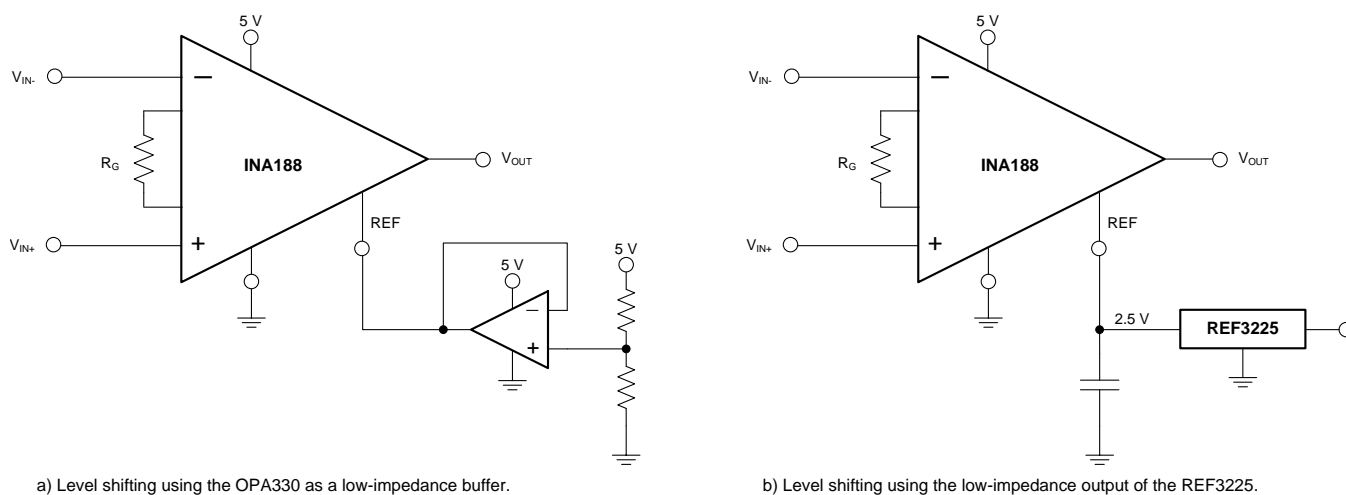 5 V
V_IN-
R_G
INA188
V_OUT
REF
V_IN+
5 V
5 V
a) Level shifting using the OPA330 as a low-impedance buffer.
5 V
V_IN-
R_G
INA188
V_OUT
REF
V_IN+
2.5 V
REF3225
b) Level shifting using the low-impedance output of the REF3225.